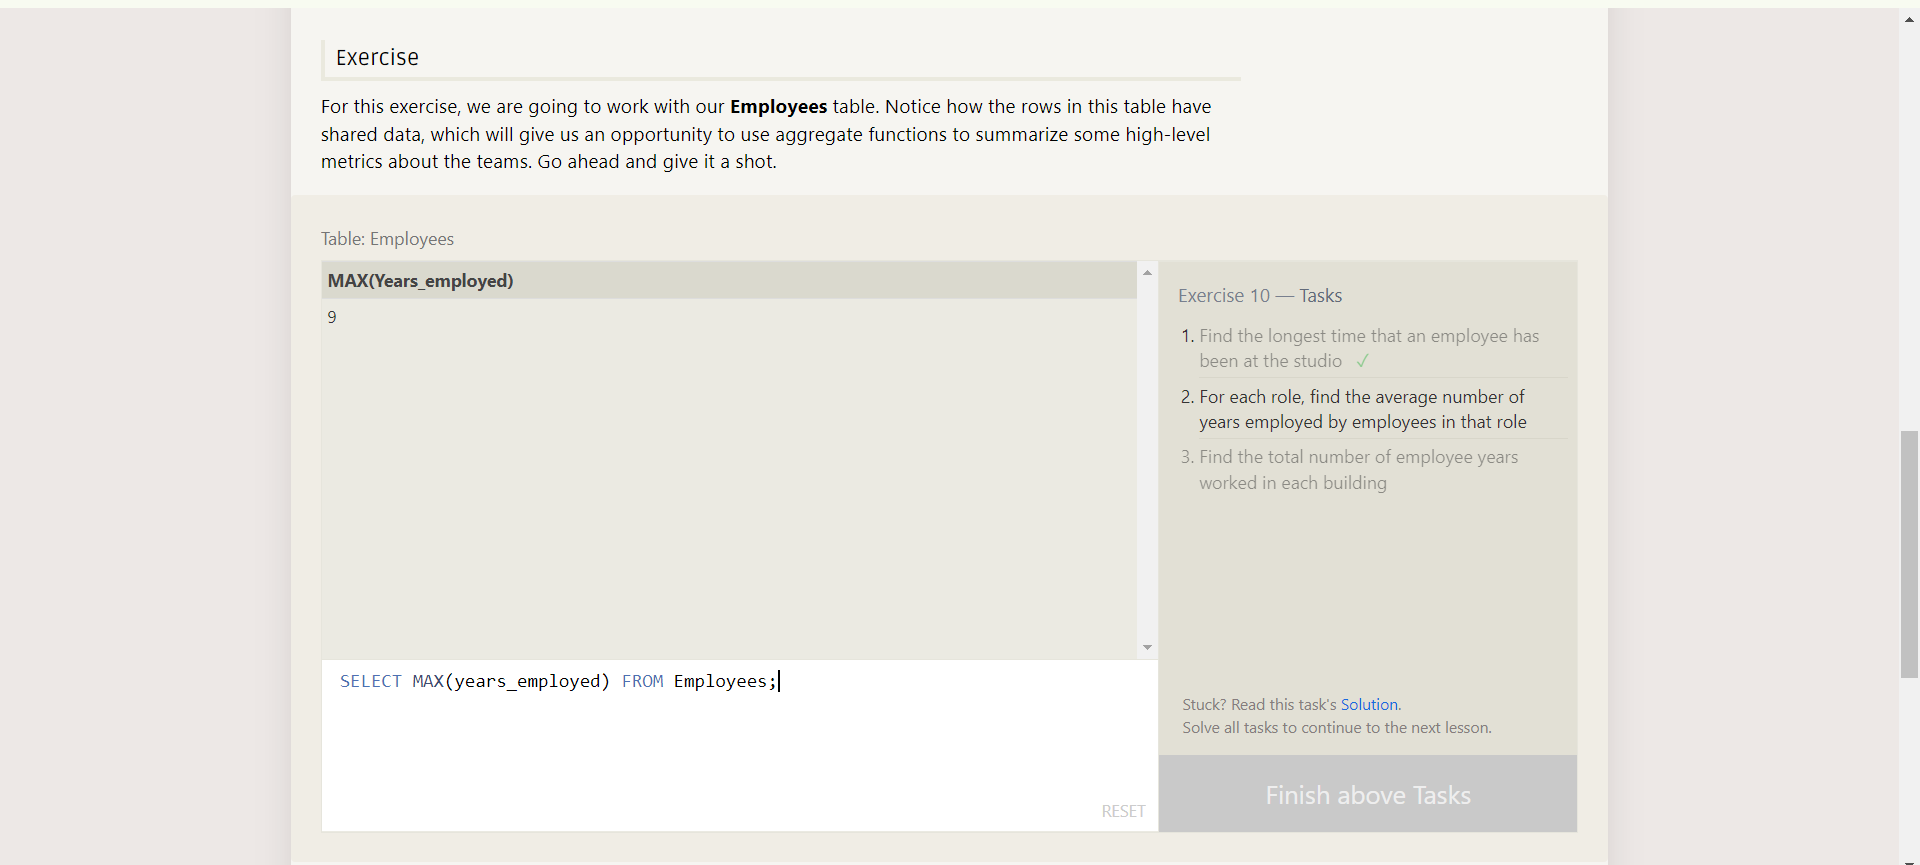 Exercise
For this exercise, we are going to work with our Employees table. Notice how the rows in this table have
shared data, which will give us an opportunity to use aggregate functions to summarize some high-level
metrics about the teams. Go ahead and give it a shot.
Table: Employees
MAX(Years_employed)
9
SELECT MAX(years_employed) FROM Employees;
RESET
Exercise 10 — Tasks
1. Find the longest time that an employee has
been at the studio ✓
2. For each role, find the average number of
years employed by employees in that role
3. Find the total number of employee years
worked in each building
Stuck? Read this task's Solution.
Solve all tasks to continue to the next lesson.
Finish above Tasks